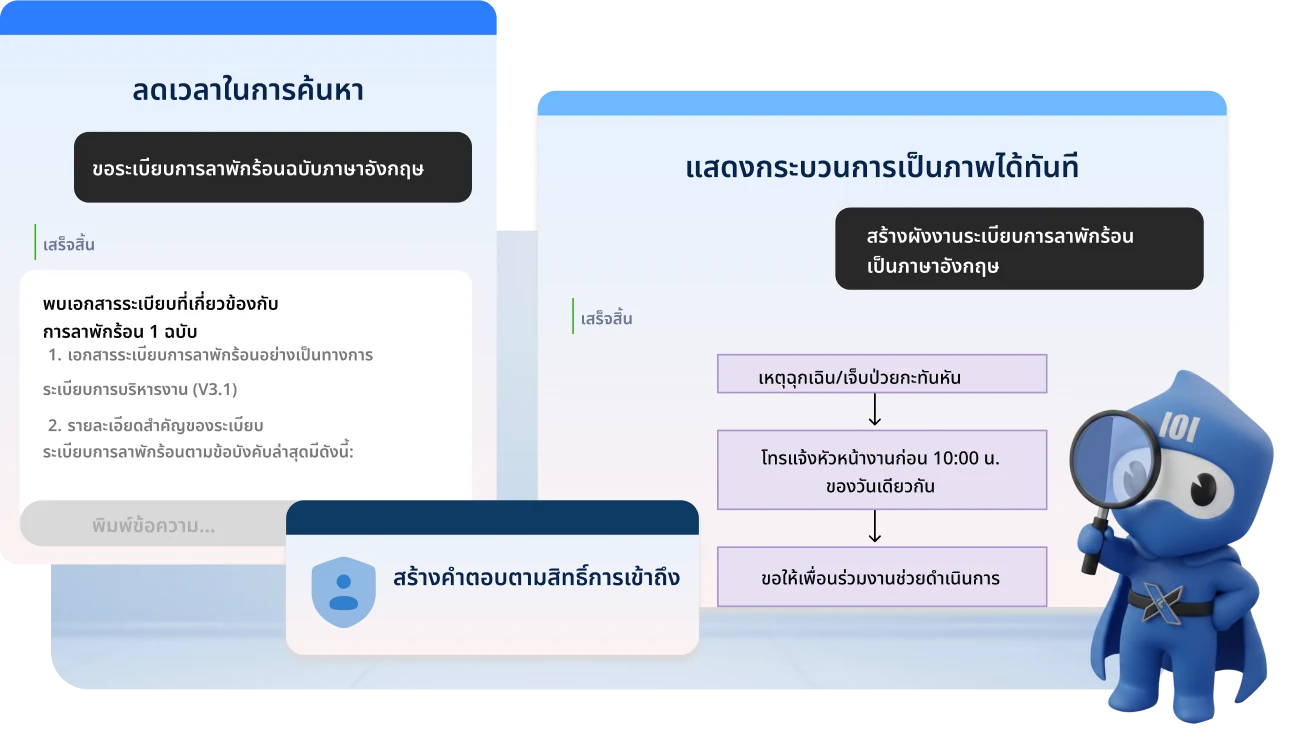 ลดเวลาในการค้นหา
ขอระเบียบการลาพักร้อนฉบับภาษาอังกฤษ
เสร็จสิ้น
พบเอกสารระเบียบที่เกี่ยวข้องกับ
การลาพักร้อน 1 ฉบับ
1. เอกสารระเบียบการลาพักร้อนอย่างเป็นทางการ
ระเบียบการบริหารงาน (V3.1)
2. รายละเอียดสำคัญของระเบียบ
ระเบียบการลาพักร้อนตามข้อบังคับล่าสุดมีดังนี้:
พิมพ์ข้อความ...
สร้างคำตอบตามสิทธิ์การเข้าถึง
แสดงกระบวนการเป็นภาพได้ทันที
สร้างผังงานระเบียบการลาพักร้อน
เป็นภาษาอังกฤษ
เสร็จสิ้น
เหตุฉุกเฉิน/เจ็บป่วยกะทันหัน
โทรแจ้งหัวหน้างานก่อน 10:00 น.
ของวันเดียวกัน
ขอให้เพื่อนร่วมงานช่วยดำเนินการ
101